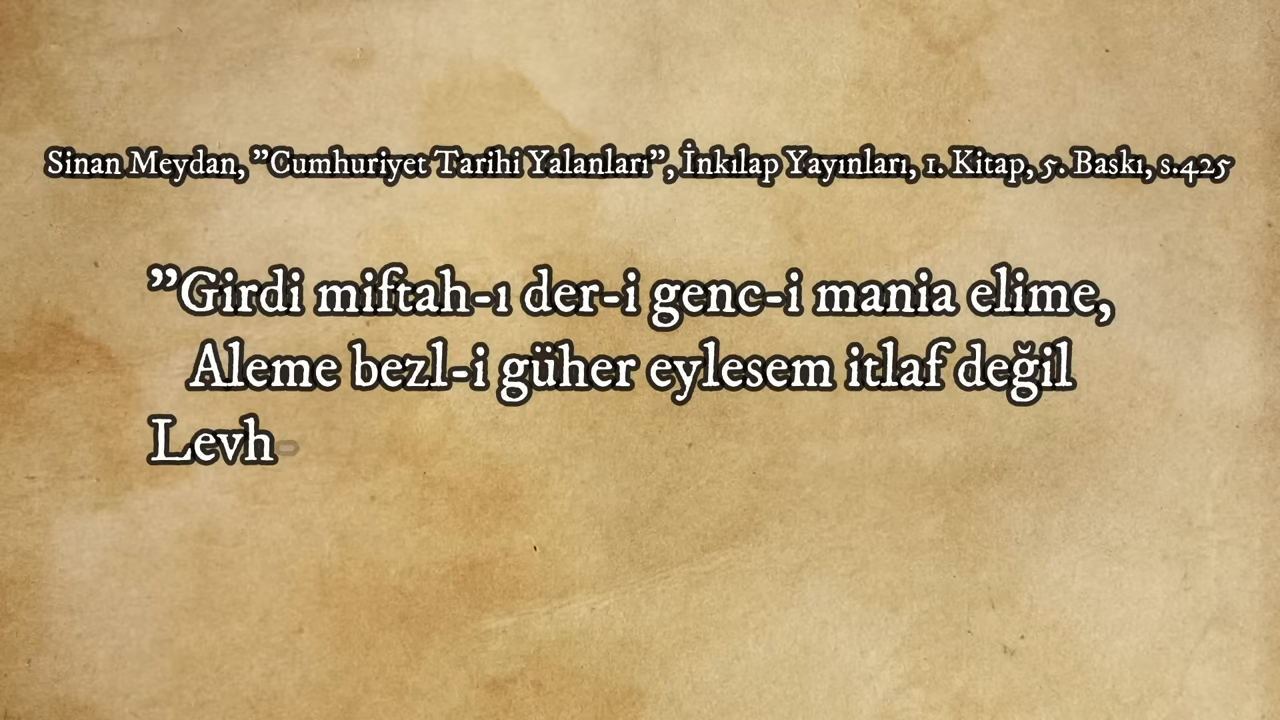 Sinan Meydan, "Cumhuriyet Tarihi Yalanları", İnkılap Yayınları, 1. Kitap, 5. Baskı, s.425
"Girdi miftah-ı der-i genc-i mania elime,
Aleme bezl-i güher eylesem itlaf değil
Levh-